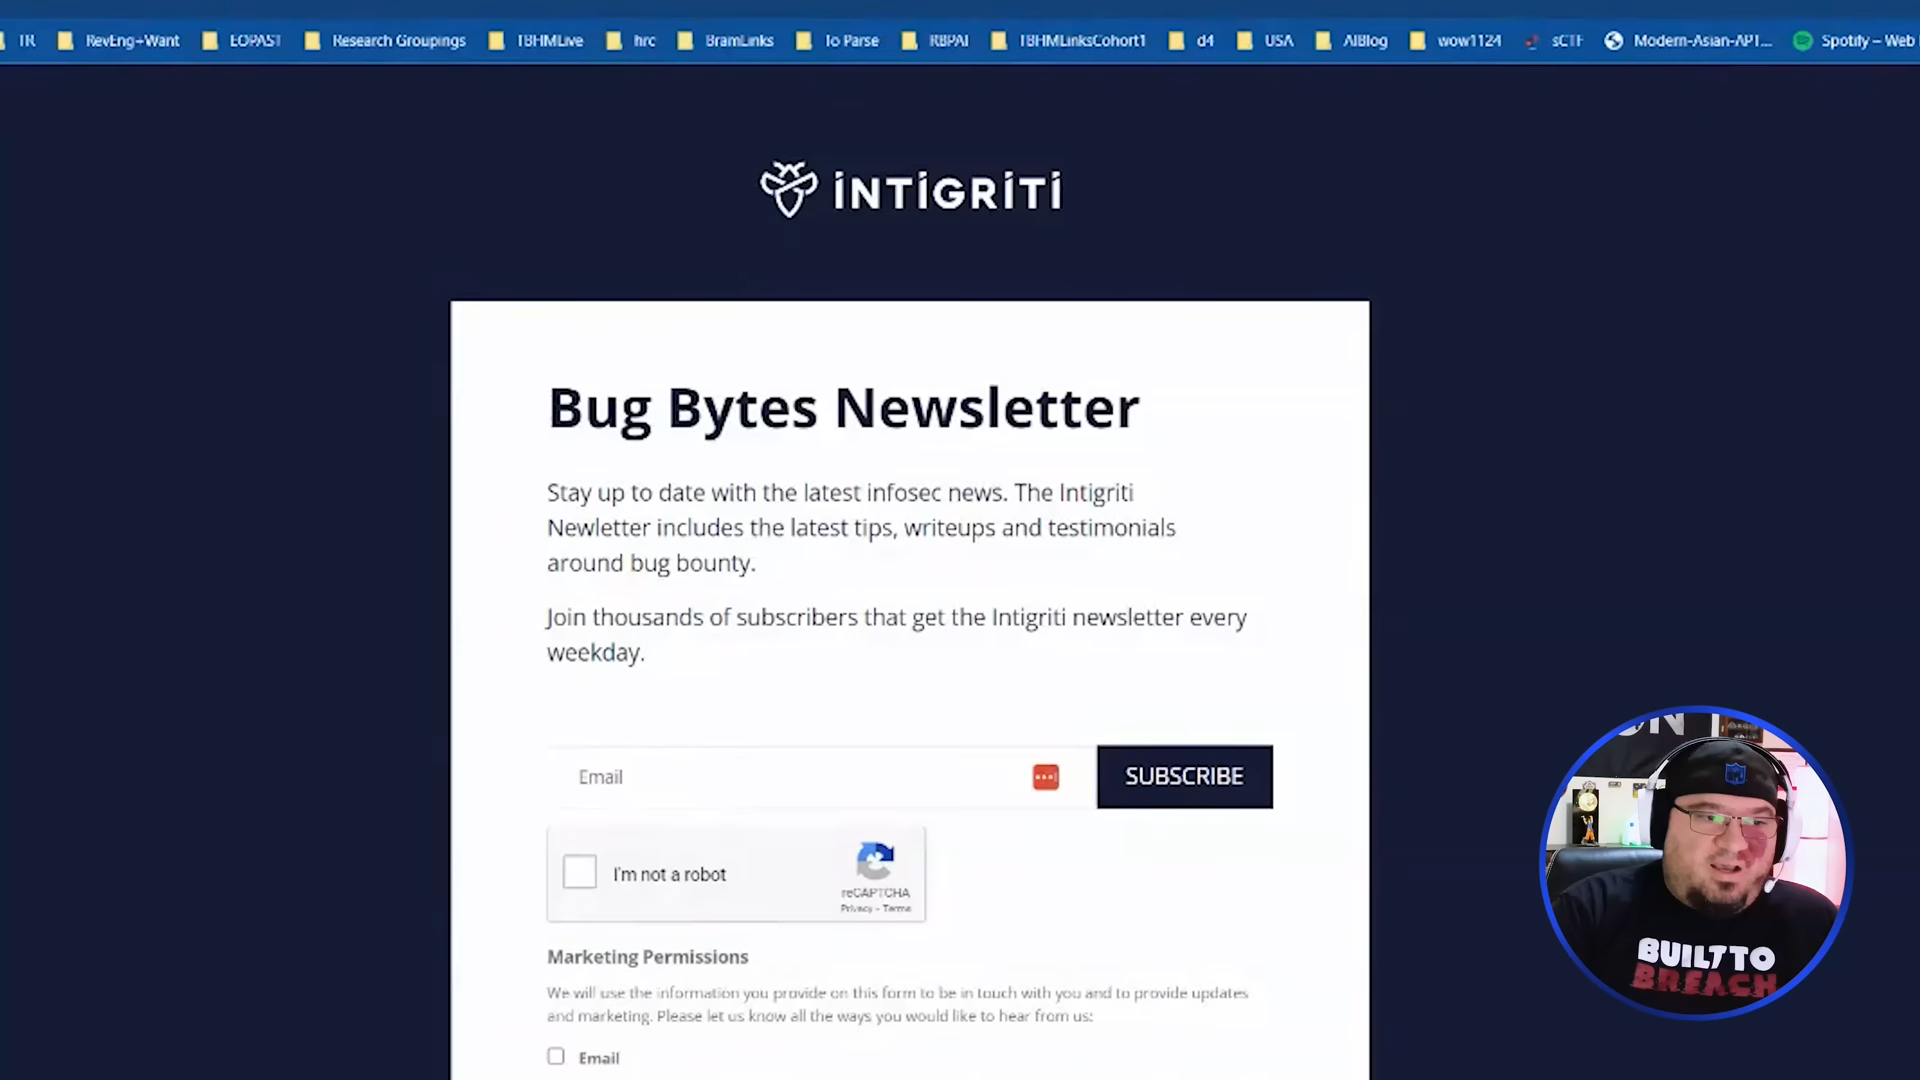 TR RevEng+Want EOPAST Research Groupings TBHMLive hrc BramLinks To Parse RBPAI TBHMLinksCohort1 d4 USA AIBlog wow1124 sCTF Modern-Asian-APT... Spotify – Web
INTIGRITI
Bug Bytes Newsletter
Stay up to date with the latest infosec news. The Intigriti
Newletter includes the latest tips, writeups and testimonials
around bug bounty.
Join thousands of subscribers that get the Intigriti newsletter every
weekday.
Email
SUBSCRIBE
I'm not a robot
reCAPTCHA
Privacy - Terms
Marketing Permissions
We will use the information you provide on this form to be in touch with you and to provide updates
and marketing. Please let us know all the ways you would like to hear from us:
Email
BUILT TO
BREACH